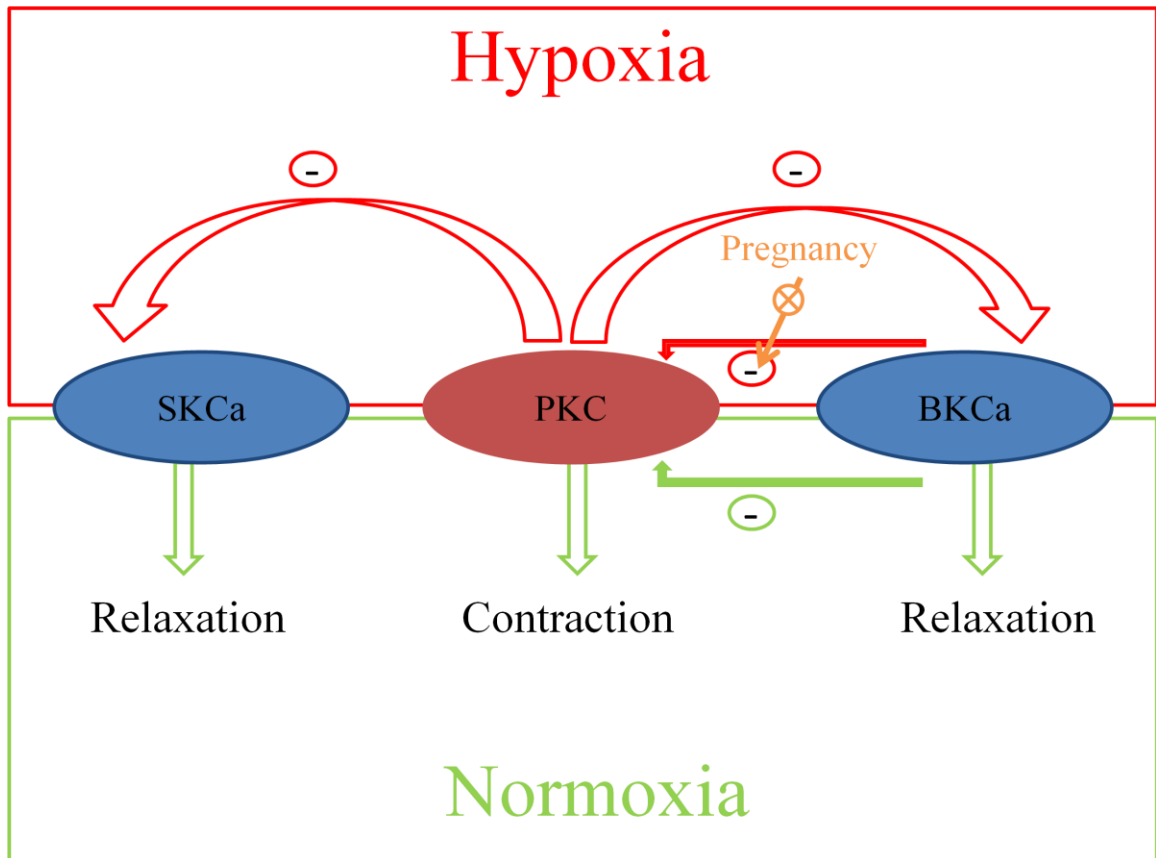 Hypoxia
-
-
Pregnancy
-
SKCa
PKC
BKCa
-
Relaxation
Contraction
Relaxation
Normoxia